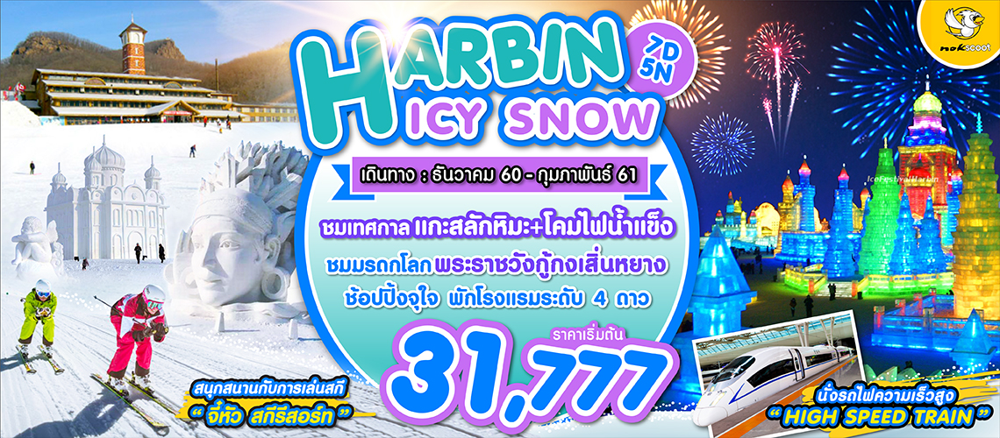 HARBIN
7D
5N
ICY SNOW
nokscoot
เดินทาง : ธันวาคม 60 - กุมภาพันธ์ 61
IceFestivalHarbin
ชมเทศกาล แกะสลักหิมะ+โคมไฟน้ำแข็ง
ชมมรดกโลก พระราชวังกู้กงเสิ่นหยาง
ช้อปปิ้งจุใจ พักโรงแรมระดับ 4 ดาว
ราคาเริ่มต้น
31,777
สนุกสนานกับการเล่นสกี
“ จี๋หัว สกีรีสอร์ท ”
นั่งรถไฟความเร็วสูง
“ HIGH SPEED TRAIN ”